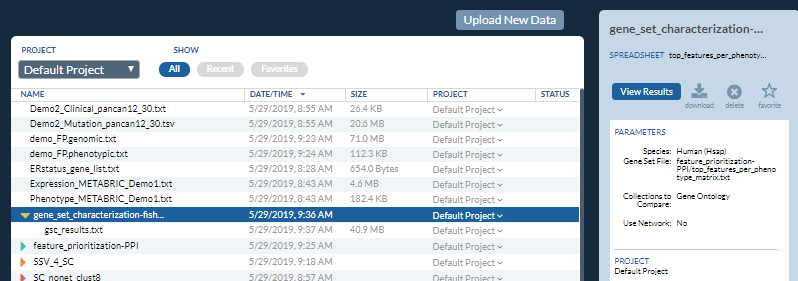 Upload New Data
PROJECT SHOW
Default Project All Recent Favorites
NAME DATE/TIME SIZE PROJECT STATUS
Demo2_Clinical_pancan12_30.txt 5/29/2019, 8:55 AM 26.4 KB Default Project
Demo2_Mutation_pancan12_30.tsv 5/29/2019, 8:55 AM 20.6 MB Default Project
demo_FP.genomic.txt 5/29/2019, 9:23 AM 71.0 MB Default Project
demo_FP.phenotypic.txt 5/29/2019, 9:24 AM 112.3 KB Default Project
ERstatus_gene_list.txt 5/29/2019, 8:28 AM 654.0 Bytes Default Project
Expression_METABRIC_Demo1.txt 5/29/2019, 8:43 AM 4.6 MB Default Project
Phenotype_METABRIC_Demo1.txt 5/29/2019, 8:43 AM 182.4 KB Default Project
gene_set_characterization-fish... 5/29/2019, 9:36 AM Default Project
gsc_results.txt 5/29/2019, 9:37 AM 40.9 MB Default Project
feature_prioritization-PPI 5/29/2019, 9:25 AM Default Project
SSV_4_SC 5/29/2019, 9:18 AM Default Project
SC_nonet_clust8 5/29/2019, 8:57 AM Default Project
gene_set_characterization-...
SPREADSHEET top_features_per_phenoty...
View Results download delete favorite
PARAMETERS
Species: Human (Hsap)
Gene Set File: feature_prioritization-
PPI/top_features_per_pheno
type_matrix.txt
Collections to Gene Ontology
Compare:
Use Network: No
PROJECT
Default Project